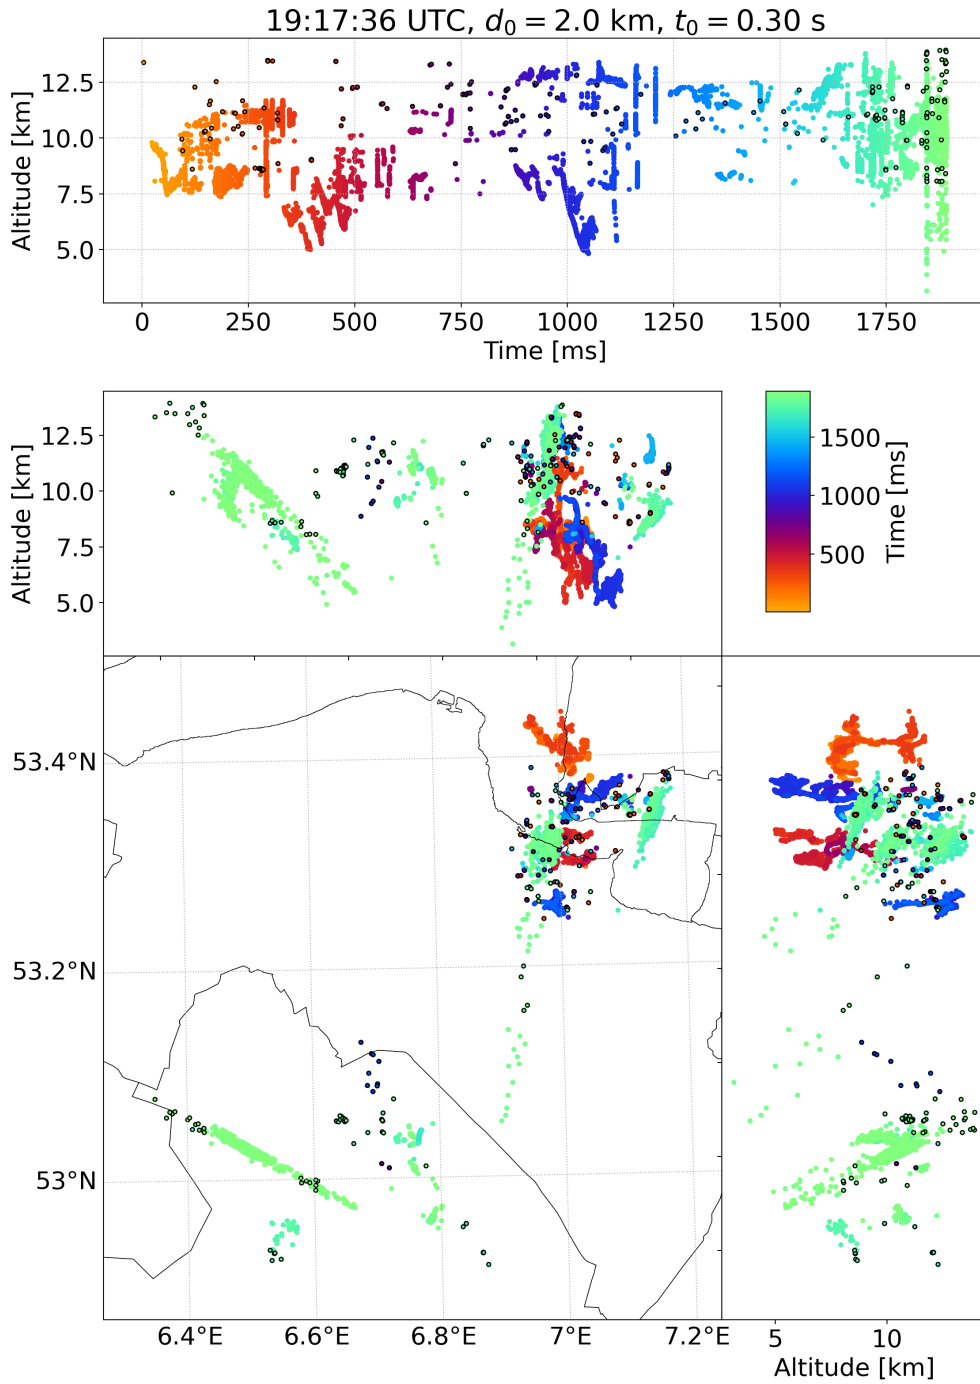 19:17:36 UTC, d₀ = 2.0 km, t₀ = 0.30 s
Altitude [km]
12.5
10.0
7.5
5.0
0 250 500 750 1000 1250 1500 1750
Time [ms]
Altitude [km]
12.5
10.0
7.5
5.0
1500
1000
500
Time [ms]
53.4°N
53.2°N
53°N
6.4°E 6.6°E 6.8°E 7°E 7.2°E
5 10
Altitude [km]